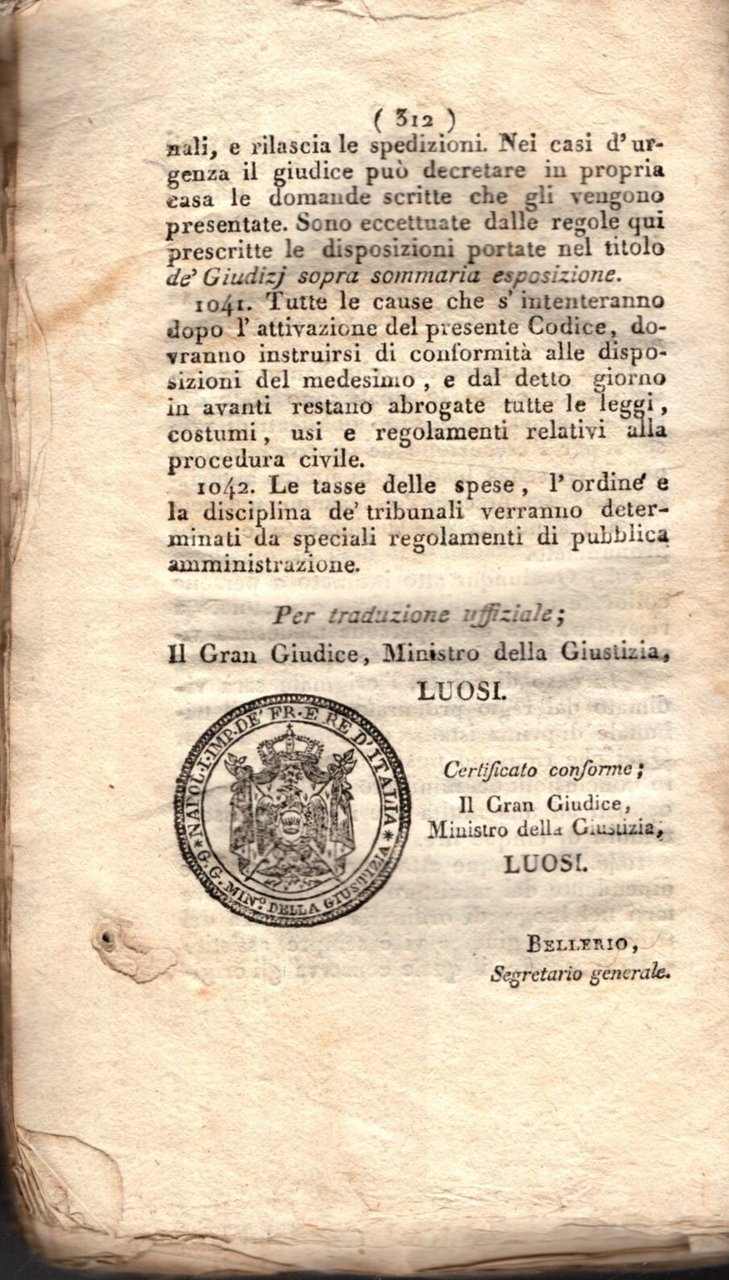 ( 312 )
nali, e rilascia le spedizioni. Nei casi d' ur-
genza il giudice può decretare in propria
casa le domande scritte che gli vengono
presentate. Sono eccettuate dalle regole qui
prescritte le disposizioni portate nel titolo
de' Giudizj sopra sommaria esposizione.
1041. Tutte le cause che s' intenteranno
dopo l' attivazione del presente Codice, do-
vranno instruirsi di conformità alle dispo-
sizioni del medesimo, e dal detto giorno
in avanti restano abrogate tutte le leggi,
costumi, usi e regolamenti relativi alla
procedura civile.
1042. Le tasse delle spese, l' ordine e
la disciplina de' tribunali verranno deter-
minati da speciali regolamenti di pubblica
amministrazione.
Per traduzione uffiziale;
Il Gran Giudice, Ministro della Giustizia,
LUOSI.
NAPOL. I. IMP. DE' FR. E RE D' ITALIA
G. G. MIN.º DELLA GIUSTIZIA
Certificato conforme;
Il Gran Giudice,
Ministro della Giustizia,
LUOSI.
BELLERIO,
Segretario generale.